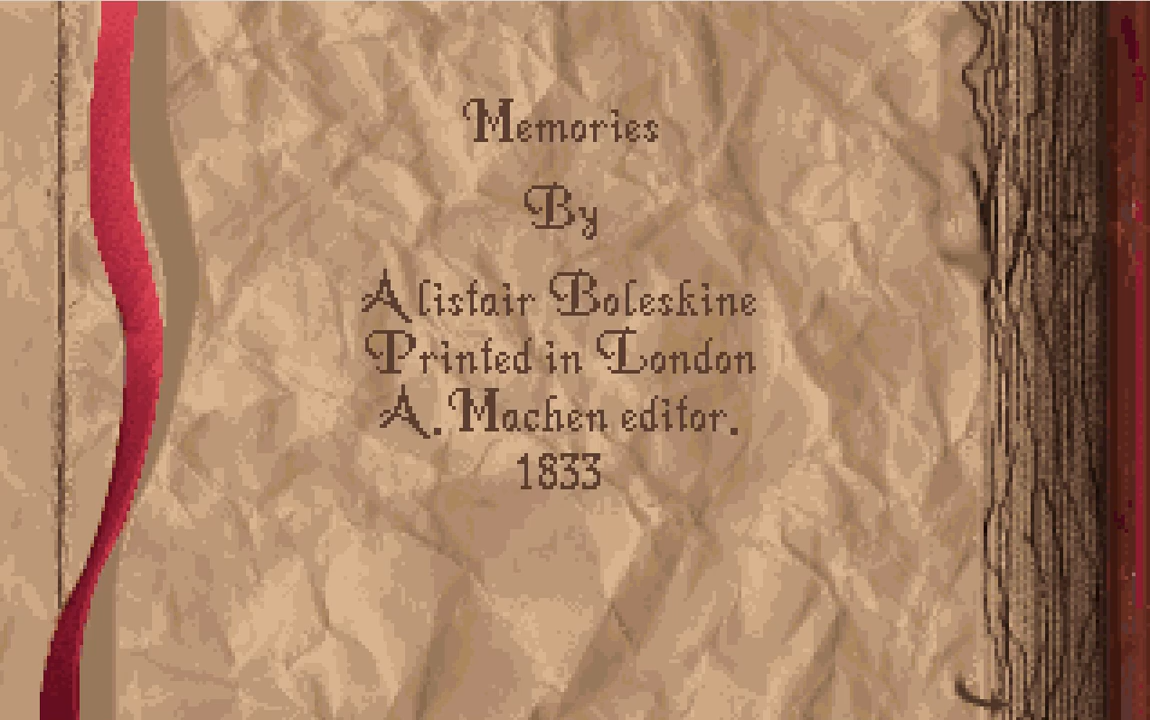 Memories
By
Alistair Boleskine
Printed in London
A. Machen editor.
1833